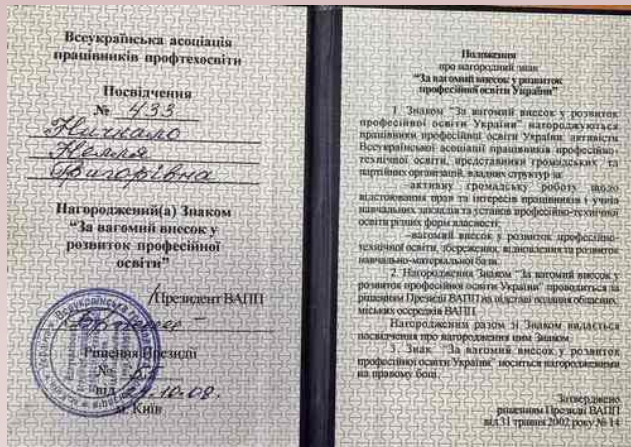 Всеукраїнська асоціація
працівників профтехосвіти
Посвідчення
№ 433
Ничкало
Нелля
Григорівна
Нагороджений(а) Знаком
“За вагомий внесок у
розвиток професійної
освіти”
Президент ВАПП
Рішення Президії
№
від 10.08.
м. Київ
Положення
про нагородний знак
“За вагомий внесок у розвиток
професійної освіти України”
1. Знаком “За вагомий внесок у розвиток
професійної освіти України” нагороджуються
працівники професійної освіти України, активісти
Всеукраїнської асоціації працівників професійно-
технічної освіти, представники громадських та
партійних організацій, владних структур за:
-активну громадську роботу щодо
відстоювання прав та інтересів працівників і учнів
навчальних закладів та установ професійно-технічної
освіти різних форм власності;
-вагомий внесок у розвиток професійно-
технічної освіти, збереження, відновлення та розвиток
навчально-матеріальної бази.
2. Нагородження Знаком “За вагомий внесок у
розвиток професійної освіти України” проводиться за
рішенням Президії ВАПП на підставі подання обласних,
міських осередків ВАПП.
Нагородженим разом зі Знаком видається
посвідчення про нагородження цим Знаком.
3. Знак “За вагомий внесок у розвиток
професійної освіти України” носиться нагородженими
на правому боці.
Затверджено
рішенням Президії ВАПП
від 31 травня 2002 року № 14